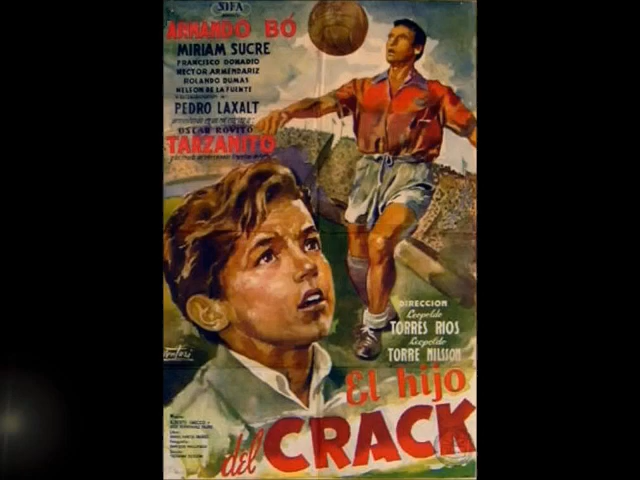 SIFA
ARMANDO BÓ
MIRIAM SUCRE
FRANCISCO DONADIO
HECTOR ARMENDARIZ
ROLANDO DUMAS
NELSON DE LA FUENTE
PEDRO LAXALT
OSCAR ROVITO
TARZANITO
DIRECCION
Leopoldo
TORRES RIOS
Leopoldo
TORRE NILSSON
El hijo
del CRACK